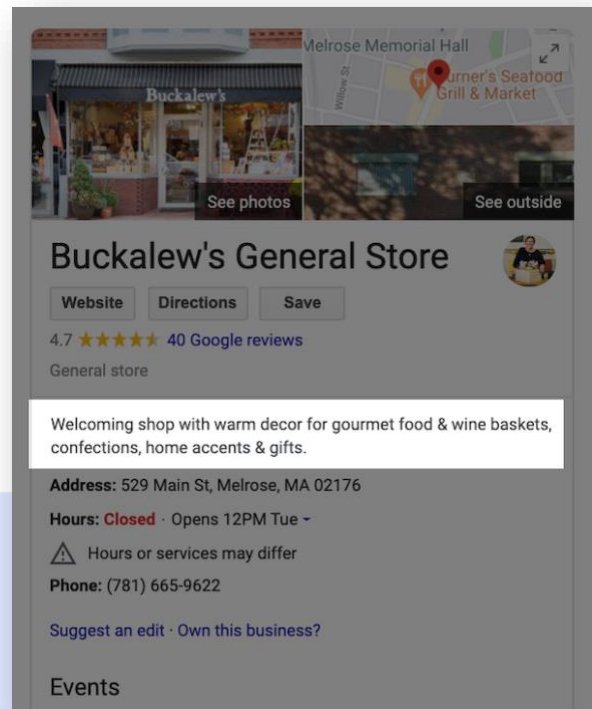 Melrose Memorial Hall
Willow St
urner's Seafood
Grill & Market
Buckalew's
See photos
See outside
Buckalew's General Store
Website Directions Save
4.7 40 Google reviews
General store
Welcoming shop with warm decor for gourmet food & wine baskets,
confections, home accents & gifts.
Address: 529 Main St, Melrose, MA 02176
Hours: Closed · Opens 12PM Tue
Hours or services may differ
Phone: (781) 665-9622
Suggest an edit · Own this business?
Events